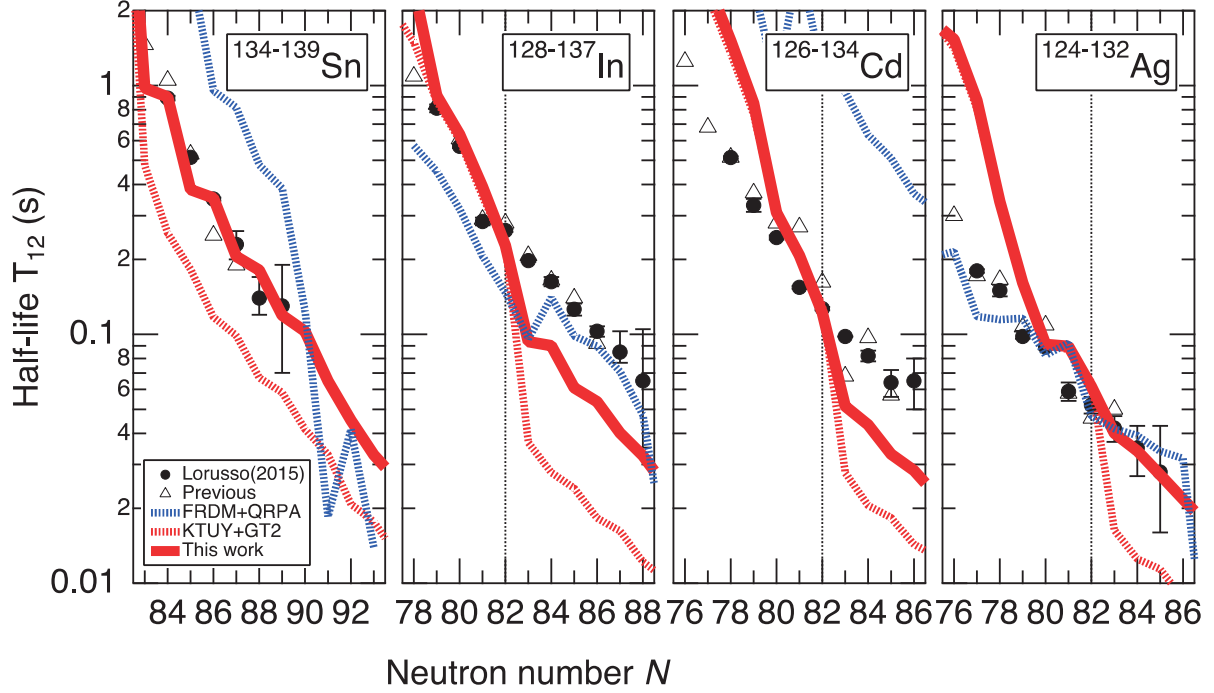 2
1
8
6
4
2
0.1
8
6
4
2
0.01
Half-life T12 (s)
134-139Sn
128-137In
126-134Cd
124-132Ag
Lorusso(2015)
Previous
FRDM+QRPA
KTUY+GT2
This work
84 86 88 90 92
78 80 82 84 86 88
76 78 80 82 84 86
76 78 80 82 84 86
Neutron number N